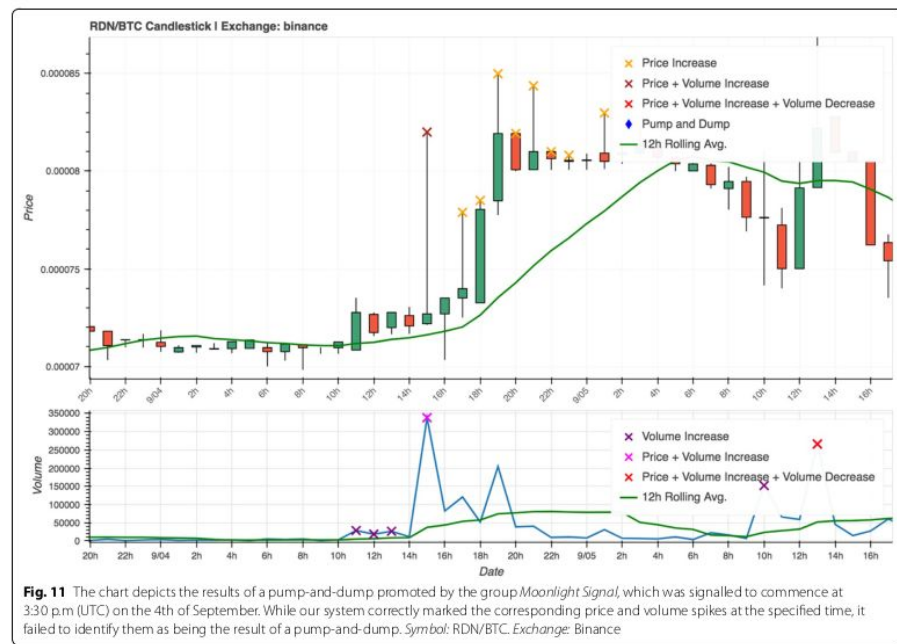 RDN/BTC Candlestick | Exchange: binance
Price Increase
Price + Volume Increase
Price + Volume Increase + Volume Decrease
Pump and Dump
12h Rolling Avg.
0.000085
0.00008
0.000075
0.00007
Price
20h 22h 9/04 2h 4h 6h 8h 10h 12h 14h 16h 18h 20h 22h 9/05 2h 4h 6h 8h 10h 12h 14h 16h
Volume Increase
Price + Volume Increase
Price + Volume Increase + Volume Decrease
12h Rolling Avg.
350000
300000
250000
200000
150000
100000
50000
0
Volume
20h 22h 9/04 2h 4h 6h 8h 10h 12h 14h 16h 18h 20h 22h 9/05 2h 4h 6h 8h 10h 12h 14h 16h
Date
Fig. 11 The chart depicts the results of a pump-and-dump promoted by the group Moonlight Signal, which was signalled to commence at
3:30 p.m (UTC) on the 4th of September. While our system correctly marked the corresponding price and volume spikes at the specified time, it
failed to identify them as being the result of a pump-and-dump. Symbol: RDN/BTC. Exchange: Binance